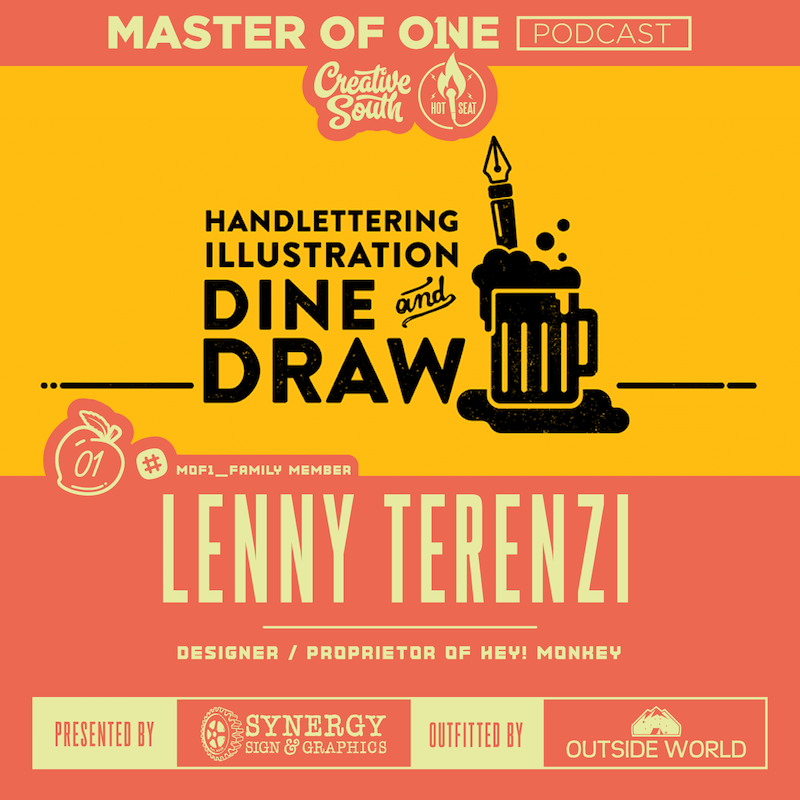 MASTER OF O1NE PODCAST
Creative
South
HOT SEAT
HANDLETTERING
ILLUSTRATION
DINE and
DRAW
01
# MOF1_FAMILY MEMBER
LENNY TERENZI
DESIGNER / PROPRIETOR OF HEY! MONKEY
PRESENTED BY
SYNERGY
SIGN & GRAPHICS
OUTFITTED BY
OUTSIDE WORLD